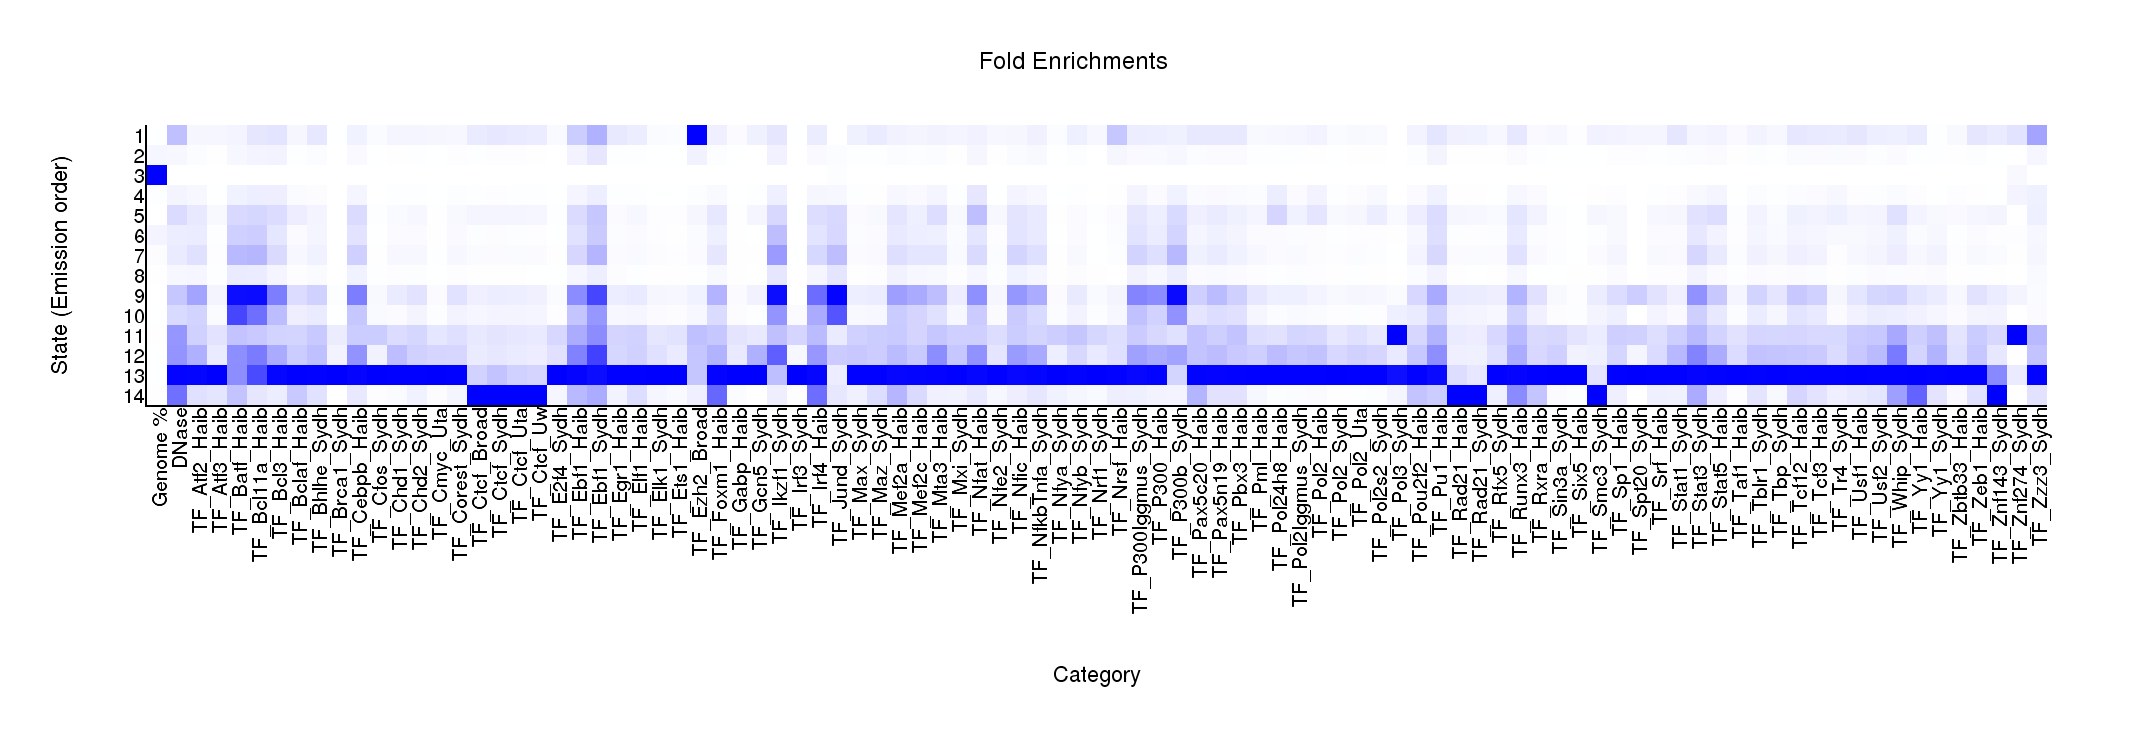 Fold Enrichments
State (Emission order)
1
2
3
4
5
6
7
8
9
10
11
12
13
14
Genome %
DNase
TF_Atf2_Haib
TF_Atf3_Haib
TF_Batf_Haib
TF_Bcl11a_Haib
TF_Bcl3_Haib
TF_Bclaf_Haib
TF_Bhlhe_Sydh
TF_Brca1_Sydh
TF_Cebpb_Haib
TF_Cfos_Sydh
TF_Chd1_Sydh
TF_Chd2_Sydh
TF_Cmyc_Uta
TF_Corest_Sydh
TF_Ctcf_Broad
TF_Ctcf_Sydh
TF_Ctcf_Uta
TF_Ctcf_Uw
TF_E2f4_Sydh
TF_Ebf1_Haib
TF_Ebf1_Sydh
TF_Egr1_Haib
TF_Elf1_Haib
TF_Elk1_Sydh
TF_Ets1_Haib
TF_Ezh2_Broad
TF_Foxm1_Haib
TF_Gabp_Haib
TF_Gcn5_Sydh
TF_Ikzf1_Sydh
TF_Irf3_Sydh
TF_Irf4_Haib
TF_Jund_Sydh
TF_Max_Sydh
TF_Maz_Sydh
TF_Mef2a_Haib
TF_Mef2c_Haib
TF_Mta3_Haib
TF_Mxi_Sydh
TF_Nfat_Haib
TF_Nfe2_Sydh
TF_Nfic_Haib
TF_NfkbTnfa_Sydh
TF_Nfya_Sydh
TF_Nfyb_Sydh
TF_Nrf1_Sydh
TF_Nrsf_Haib
TF_P300Iggmus_Sydh
TF_P300_Haib
TF_P300b_Sydh
TF_Pax5c20_Haib
TF_Pax5n19_Haib
TF_Pbx3_Haib
TF_Pml_Haib
TF_Pol24h8_Haib
TF_Pol2Iggmus_Sydh
TF_Pol2_Haib
TF_Pol2_Sydh
TF_Pol2_Uta
TF_Pol2s2_Sydh
TF_Pol3_Sydh
TF_Pou2f2_Haib
TF_Pu1_Haib
TF_Rad21_Haib
TF_Rad21_Sydh
TF_Rfx5_Sydh
TF_Runx3_Haib
TF_Rxra_Haib
TF_Sin3a_Sydh
TF_Six5_Haib
TF_Smc3_Sydh
TF_Sp1_Haib
TF_Spt20_Sydh
TF_Srf_Haib
TF_Stat1_Sydh
TF_Stat3_Sydh
TF_Stat5_Haib
TF_Taf1_Haib
TF_Tblr1_Sydh
TF_Tbp_Sydh
TF_Tcf12_Haib
TF_Tcf3_Haib
TF_Tr4_Sydh
TF_Usf1_Haib
TF_Usf2_Sydh
TF_Whip_Sydh
TF_Yy1_Haib
TF_Yy1_Sydh
TF_Zbtb33_Haib
TF_Zeb1_Haib
TF_Znf143_Sydh
TF_Znf274_Sydh
TF_Zzz3_Sydh
Category